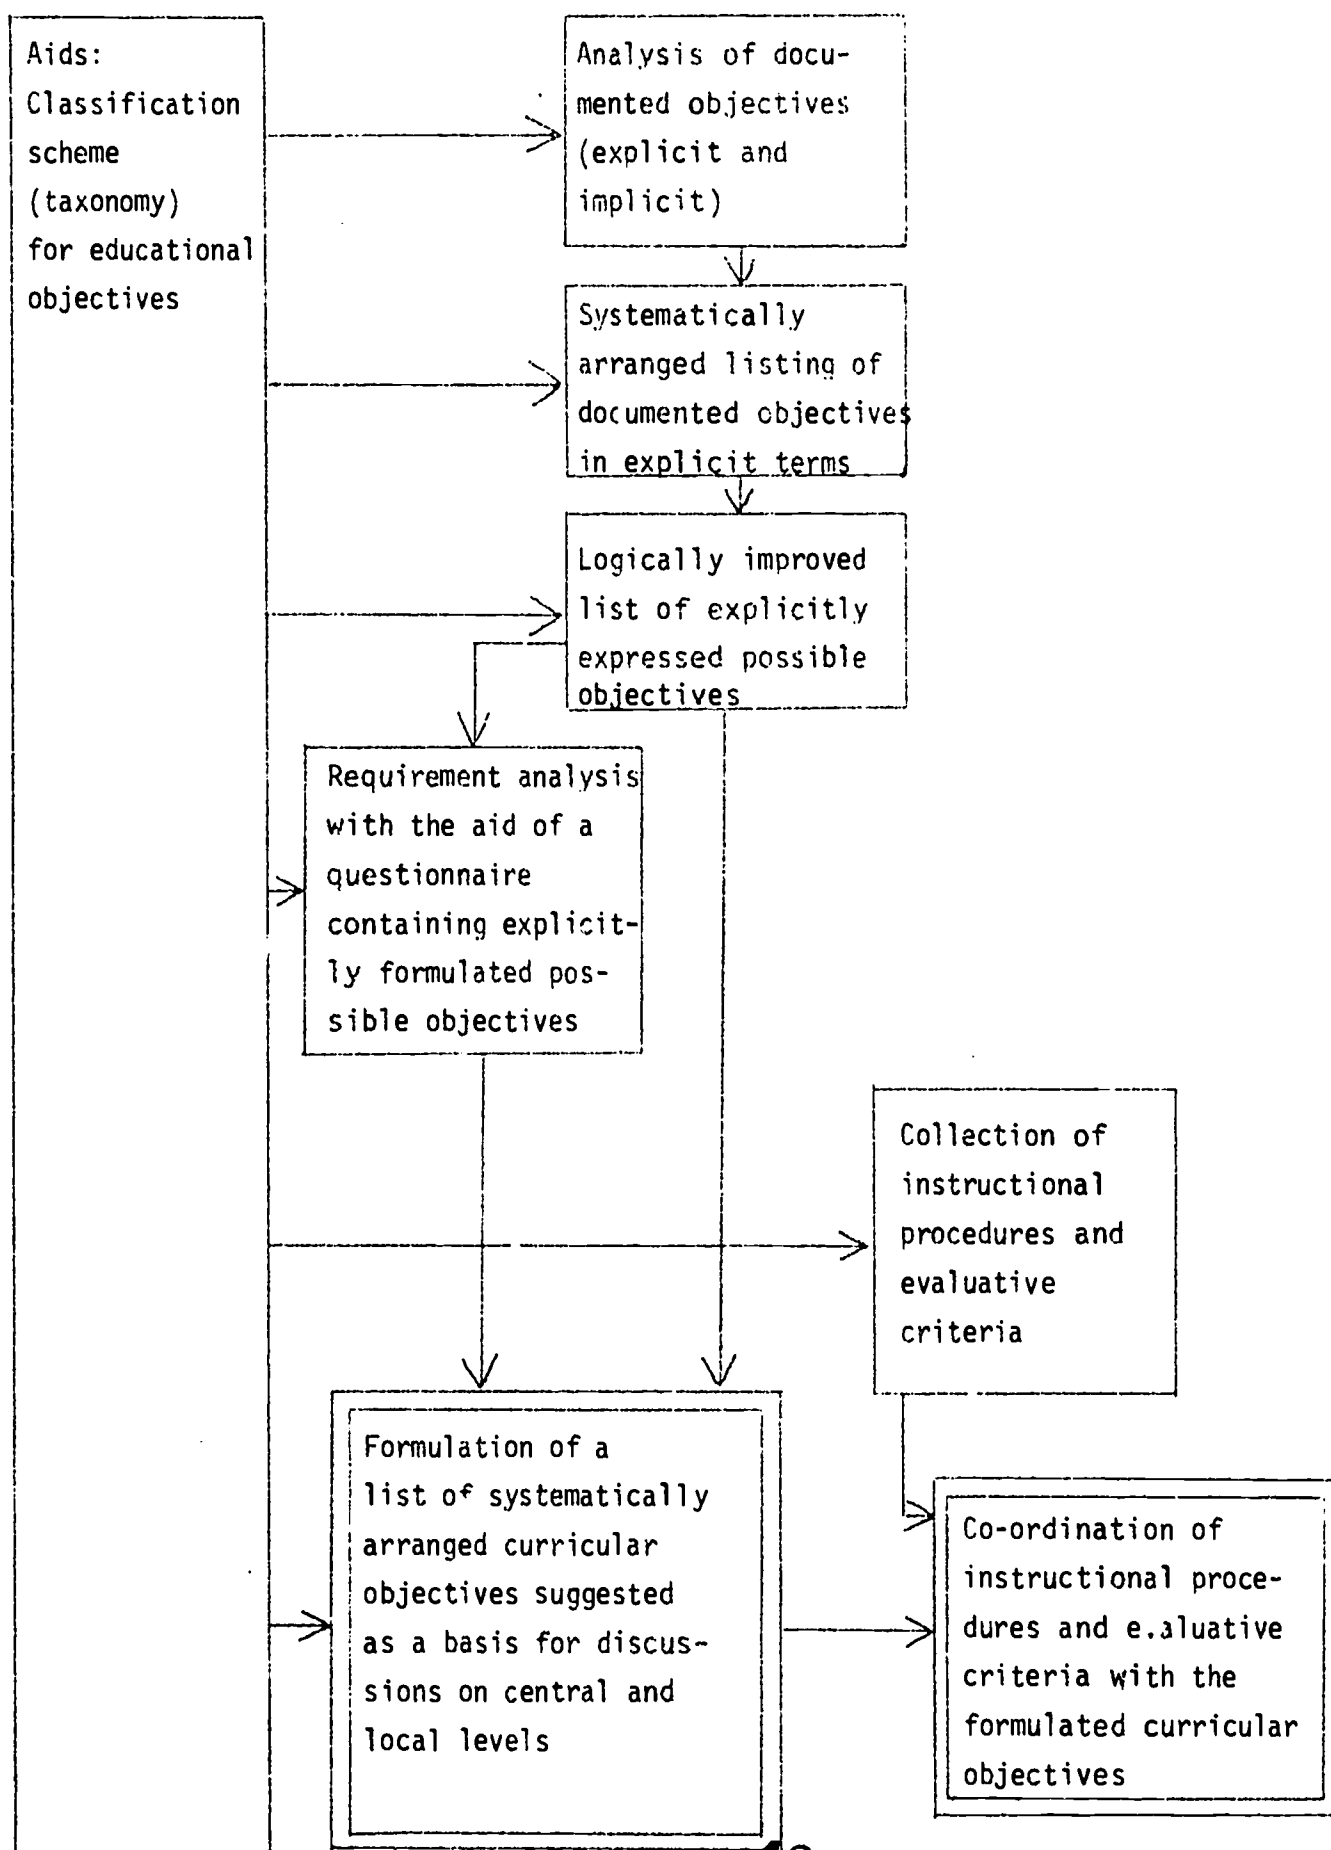 Aids:
Classification
scheme
(taxonomy)
for educational
objectives
Analysis of docu-
mented objectives
(explicit and
implicit)
Systematically
arranged listing of
documented objectives
in explicit terms
Logically improved
list of explicitly
expressed possible
objectives
Requirement analysis
with the aid of a
questionnaire
containing explicit-
ly formulated pos-
sible objectives
Collection of
instructional
procedures and
evaluative
criteria
Formulation of a
list of systematically
arranged curricular
objectives suggested
as a basis for discus-
sions on central and
local levels
Co-ordination of
instructional proce-
dures and evaluative
criteria with the
formulated curricular
objectives